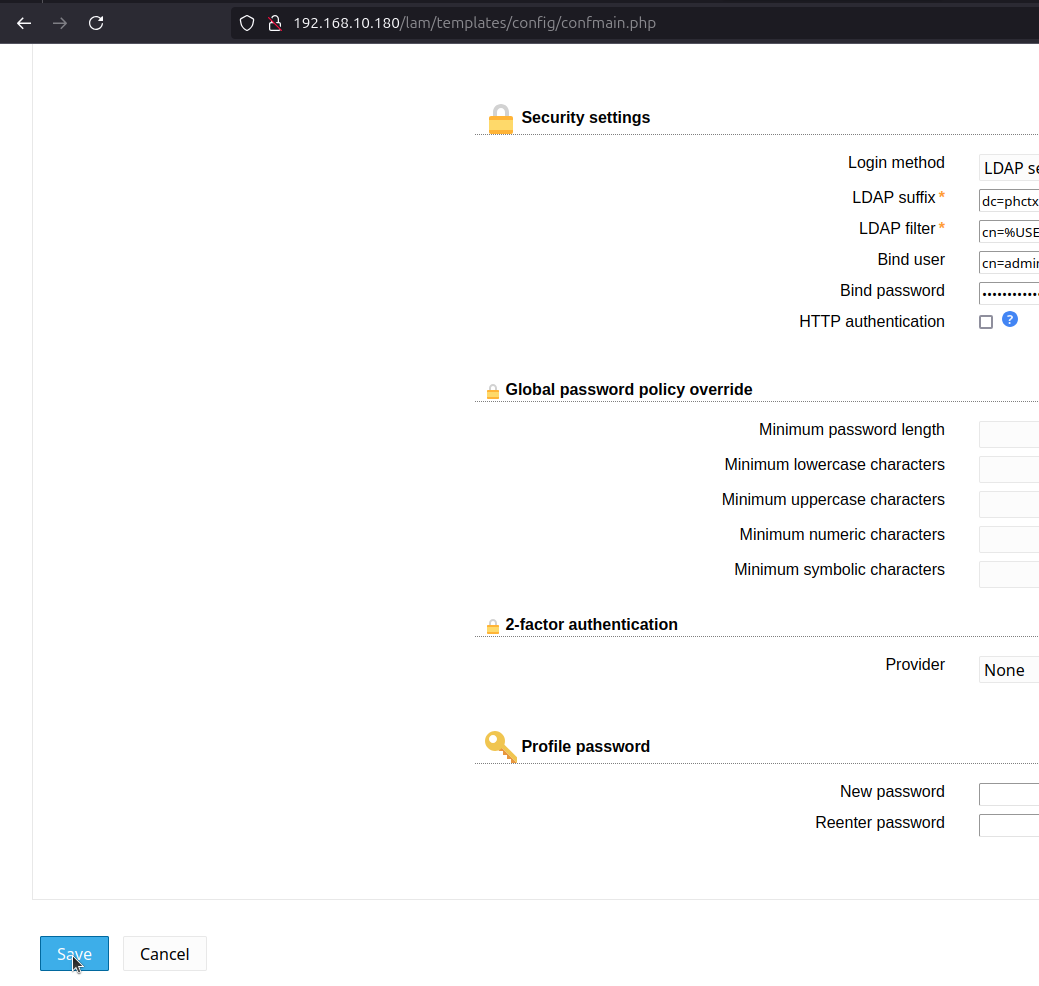 192.168.10.180/lam/templates/config/confmain.php
Security settings
Login method LDAP se
LDAP suffix* dc=phctx
LDAP filter* cn=%USE
Bind user cn=admin
Bind password ••••••••••••
HTTP authentication ?
Global password policy override
Minimum password length
Minimum lowercase characters
Minimum uppercase characters
Minimum numeric characters
Minimum symbolic characters
2-factor authentication
Provider None
Profile password
New password
Reenter password
Save Cancel